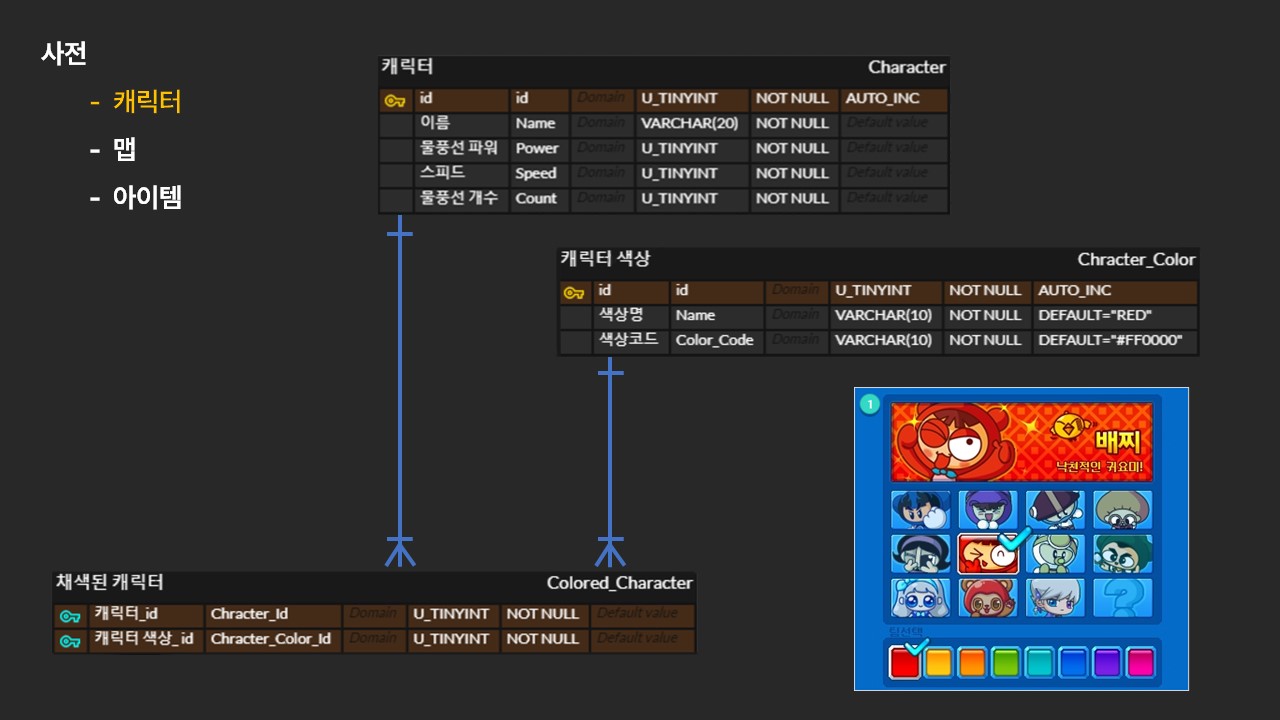 사전
- 캐릭터
- 맵
- 아이템
캐릭터 Character
id id Domain U_TINYINT NOT NULL AUTO_INC
이름 Name Domain VARCHAR(20) NOT NULL Default value
물풍선 파워 Power Domain U_TINYINT NOT NULL Default value
스피드 Speed Domain U_TINYINT NOT NULL Default value
물풍선 개수 Count Domain U_TINYINT NOT NULL Default value
캐릭터 색상 Chracter_Color
id id Domain U_TINYINT NOT NULL AUTO_INC
색상명 Name Domain VARCHAR(10) NOT NULL DEFAULT="RED"
색상코드 Color_Code Domain VARCHAR(10) NOT NULL DEFAULT="#FF0000"
채색된 캐릭터 Colored_Character
캐릭터_id Chracter_Id Domain U_TINYINT NOT NULL Default value
캐릭터 색상_id Chracter_Color_Id Domain U_TINYINT NOT NULL Default value
1
배찌
낙천적인 귀요미!
?
팀선택